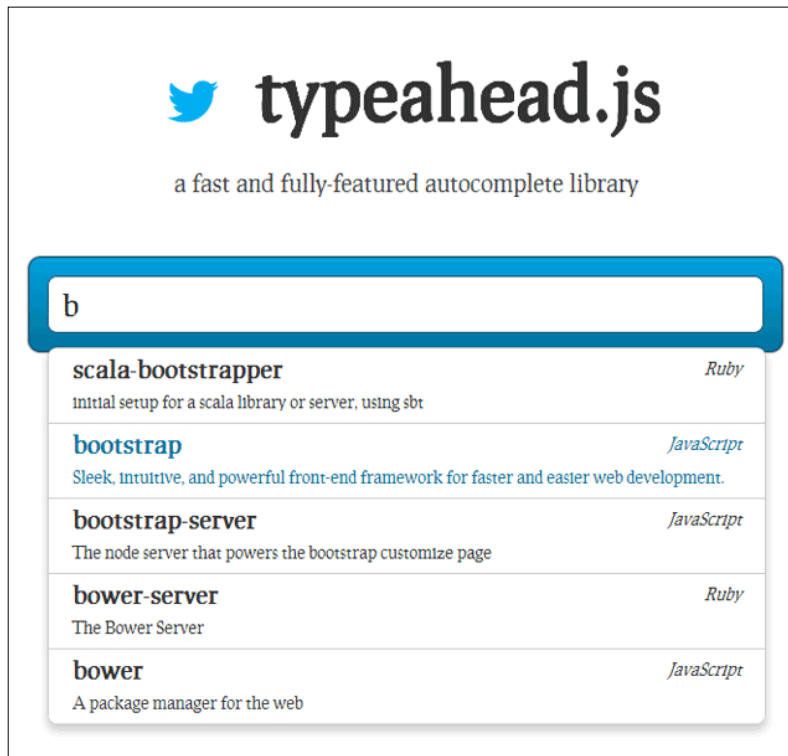 typeahead.js
a fast and fully-featured autocomplete library
b
scala-bootstrapper Ruby
initial setup for a scala library or server, using sbt
bootstrap JavaScript
Sleek, intuitive, and powerful front-end framework for faster and easier web development.
bootstrap-server JavaScript
The node server that powers the bootstrap customize page
bower-server Ruby
The Bower Server
bower JavaScript
A package manager for the web